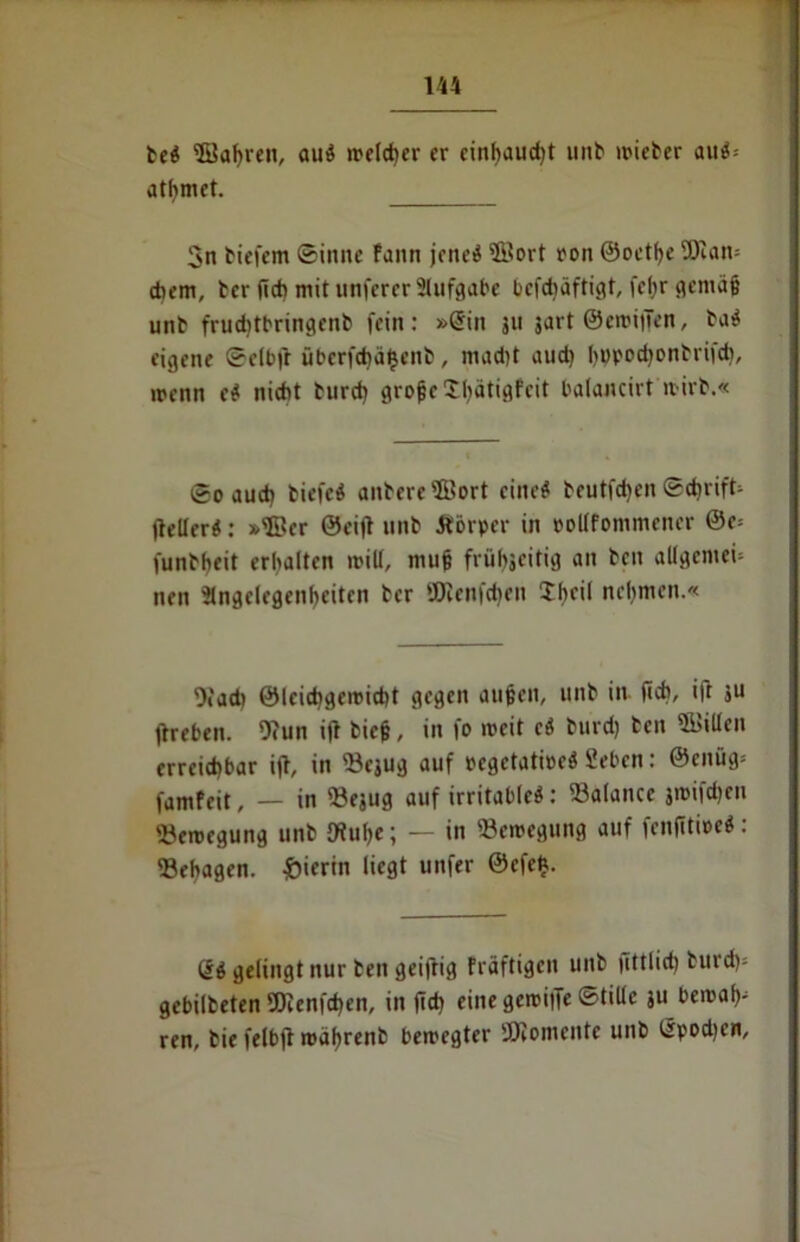 144
des Wahren, aus welcher er einhaucht und wieder aus-
athmet.
In diesem Sinne kann jenes Wort von Goethe Man-
chem, der sich mit unserer Aufgabe beschäftigt, sehr gemäß
und fruchtbringend sein: »Ein zu zart Gewissen, das
eigene Selbst überschätzend, macht auch hypochondrisch,
wenn es nicht durch große Thätigkeit balancirt wird.«
So auch dieses andere Wort eines deutschen Schrift-
stellers: »Wer Geist und Körper in vollkommener Ge-
sundheit erhalten will, muß frühzeitig an den allgemei-
nen Angelegenheiten der Menschen Theil nehmen.«
Nach Gleichgewicht gegen außen, und in sich, ist zu
streben. Nun ist dieß, in so weit es durch den Willen
erreichbar ist, in Bezug auf vegetatives Leben: Genüg-
samkeit, — in Bezug auf irritables: Balance zwischen
Bewegung und Ruhe; — in Bewegung auf sensitives:
Behagen. Hierin liegt unser Gesetz.
Es gelingt nur den geistig kräftigen und sittlich durch-
gebildeten Menschen, in sich eine gewisse Stille zu bewah-
ren, die selbst während bewegter Momente und Epochen,